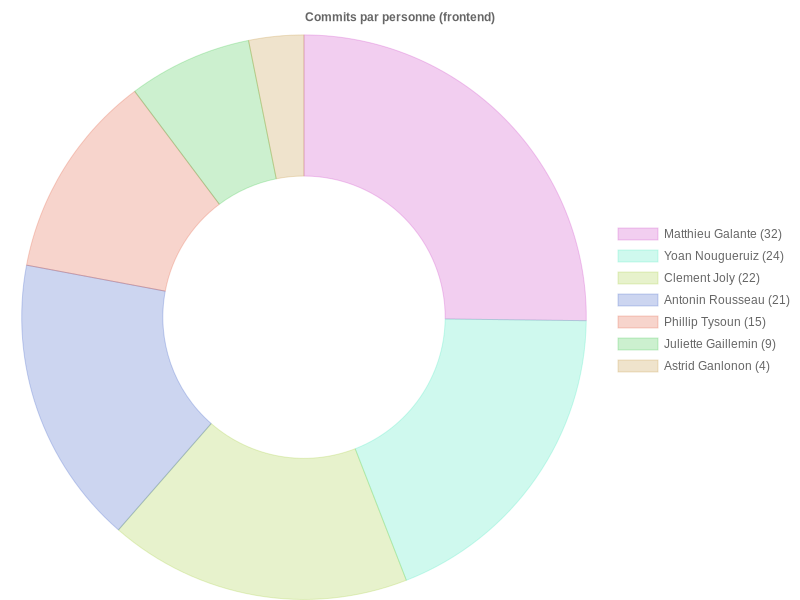 Commits par personne (frontend)
Matthieu Galante (32)
Yoan Nougueruiz (24)
Clement Joly (22)
Antonin Rousseau (21)
Phillip Tysoun (15)
Juliette Gaillemin (9)
Astrid Ganlonon (4)